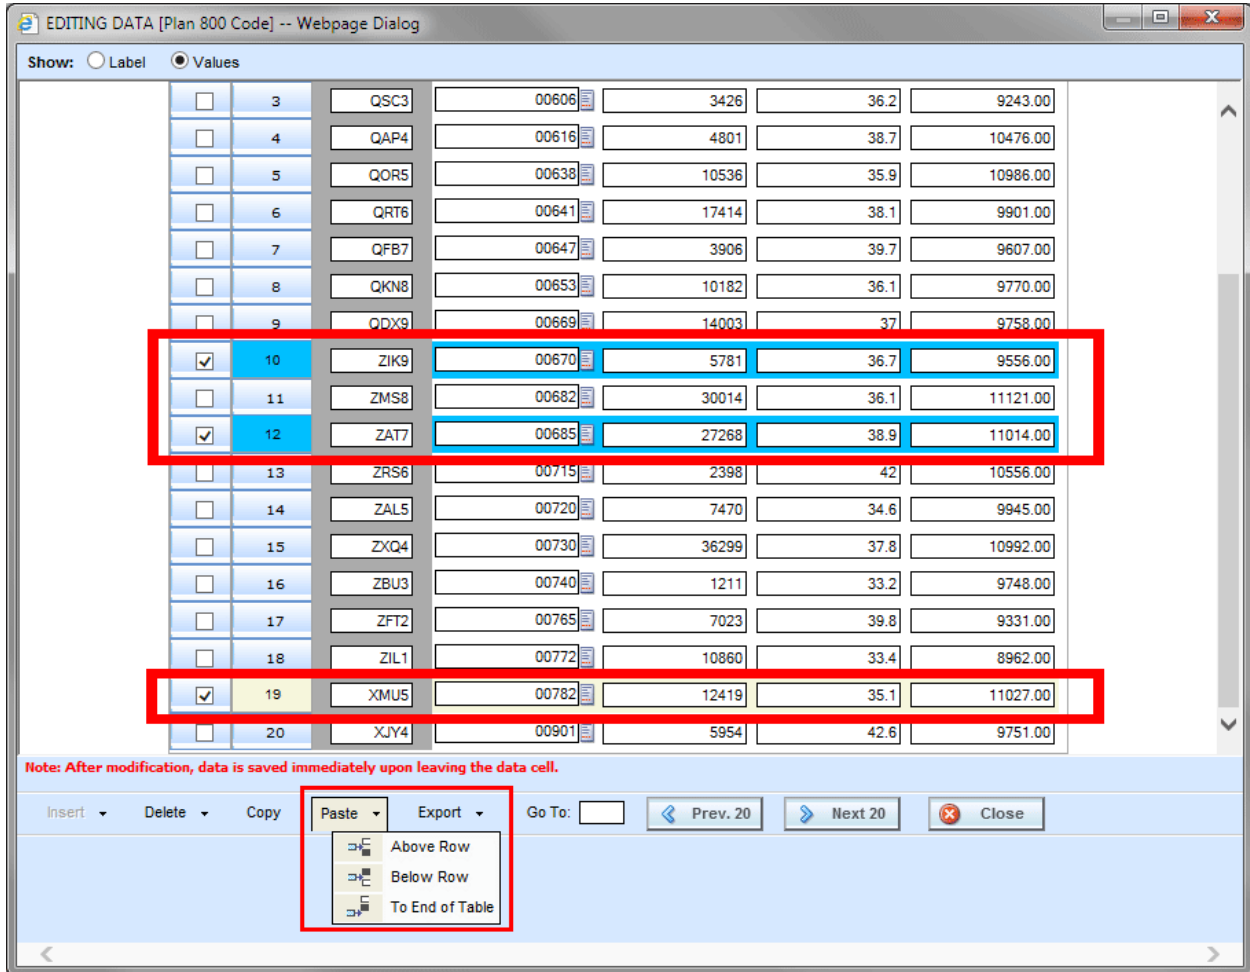 EDITING DATA [Plan 800 Code] -- Webpage Dialog
Show: Label Values
3 QSC3 00606 3426 36.2 9243.00
4 QAP4 00616 4801 38.7 10476.00
5 QOR5 00638 10536 35.9 10986.00
6 QRT6 00641 17414 38.1 9901.00
7 QFB7 00647 3906 39.7 9607.00
8 QKN8 00653 10182 36.1 9770.00
9 QDX9 00669 14003 37 9758.00
10 ZIK9 00670 5781 36.7 9556.00
11 ZMS8 00682 30014 36.1 11121.00
12 ZAT7 00685 27268 38.9 11014.00
13 ZRS6 00715 2398 42 10556.00
14 ZAL5 00720 7470 34.6 9945.00
15 ZXQ4 00730 36299 37.8 10992.00
16 ZBU3 00740 1211 33.2 9748.00
17 ZFT2 00765 7023 39.8 9331.00
18 ZIL1 00772 10860 33.4 8962.00
19 XMU5 00782 12419 35.1 11027.00
20 XJY4 00901 5954 42.6 9751.00
Note: After modification, data is saved immediately upon leaving the data cell.
Insert Delete Copy Paste Export Go To: Prev. 20 Next 20 Close
Above Row
Below Row
To End of Table